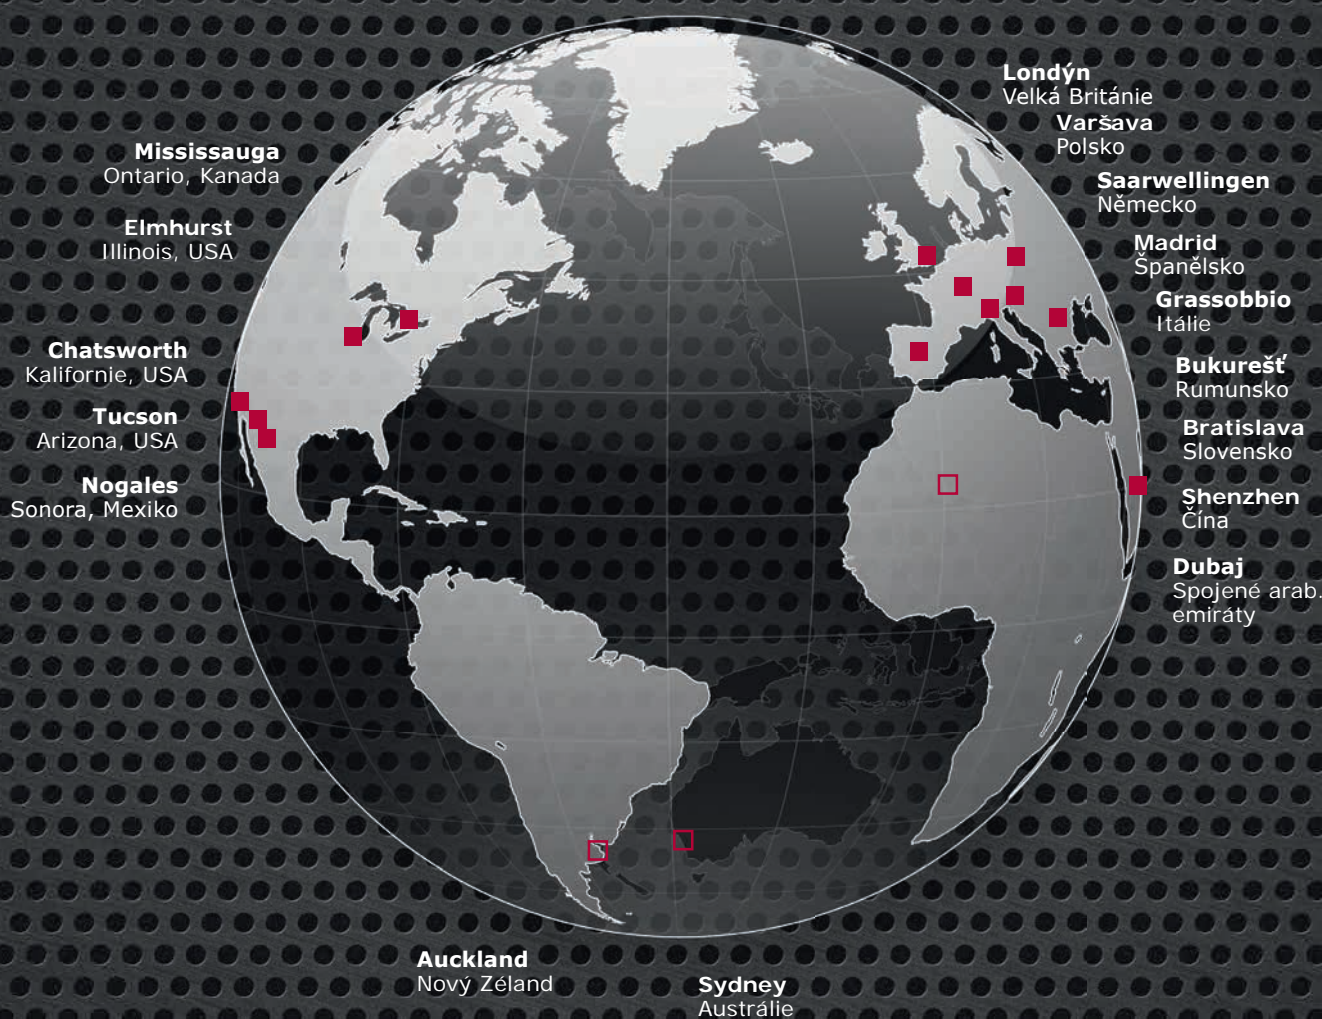 Mississauga
Ontario, Kanada
Elmhurst
Illinois, USA
Chatsworth
Kalifornie, USA
Tucson
Arizona, USA
Nogales
Sonora, Mexiko
Londýn
Velká Británie
Varšava
Polsko
Saarwellingen
Německo
Madrid
Španělsko
Grassobbio
Itálie
Bukurešť
Rumunsko
Bratislava
Slovensko
Shenzhen
Čína
Dubaj
Spojené arab.
emiráty
Auckland
Nový Zéland
Sydney
Austrálie